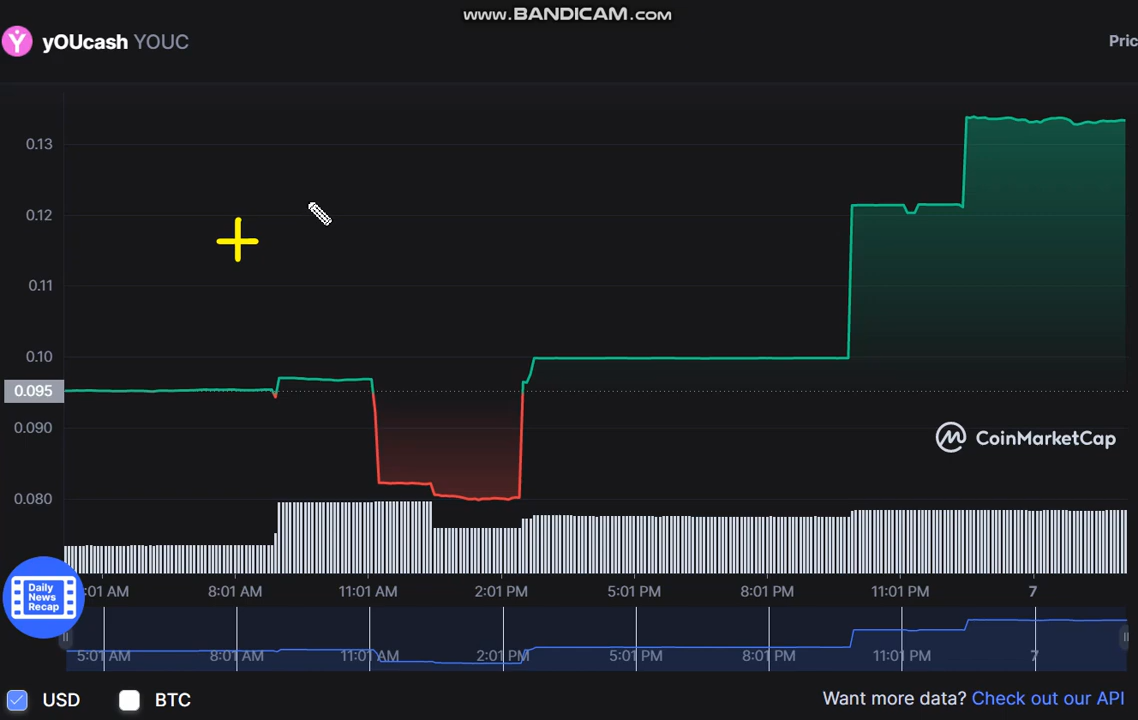 www.BANDICAM.com
yOUcash YOUC
Pric
0.13
0.12
0.11
0.10
0.095
0.090
0.080
CoinMarketCap
Daily
News
Recap
:01 AM 8:01 AM 11:01 AM 2:01 PM 5:01 PM 8:01 PM 11:01 PM 7
5:01 AM 8:01 AM 11:01 AM 2:01 PM 5:01 PM 8:01 PM 11:01 PM 7
USD BTC
Want more data? Check out our API